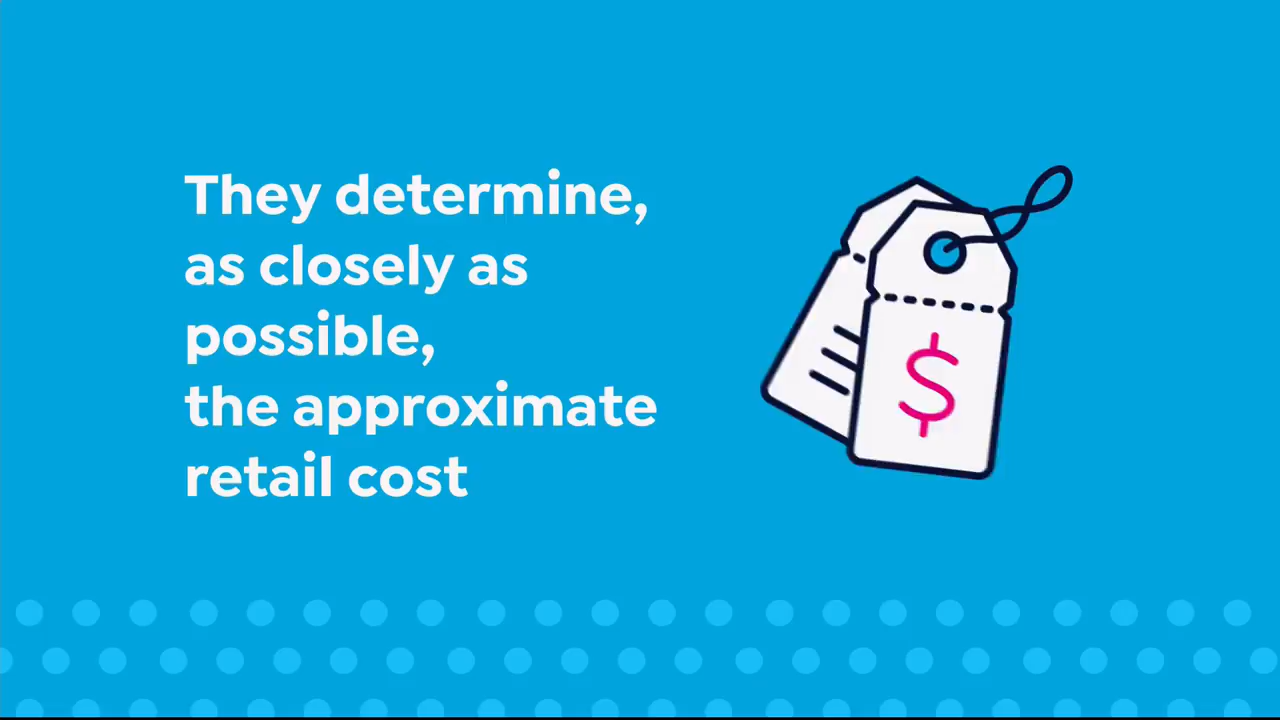 They determine,
as closely as
possible,
the approximate
retail cost
$